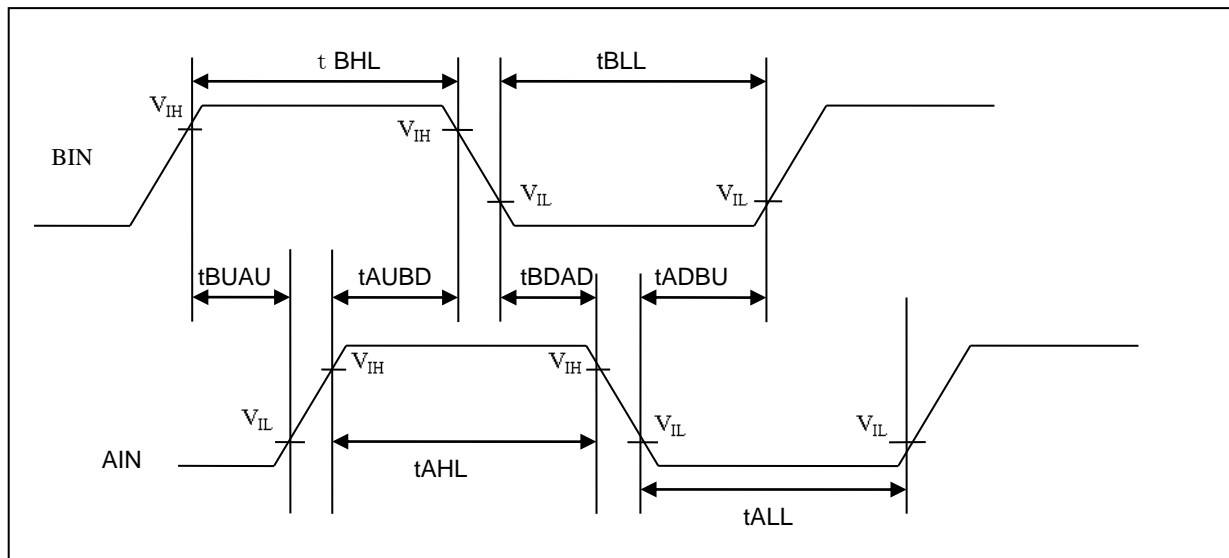 t BHL
tBLL
VIH
VIH
BIN
VIL
VIL
tBUAU
tAUBD
tBDAD
tADBU
VIH
VIH
VIL
VIL
VIL
AIN
tAHL
tALL